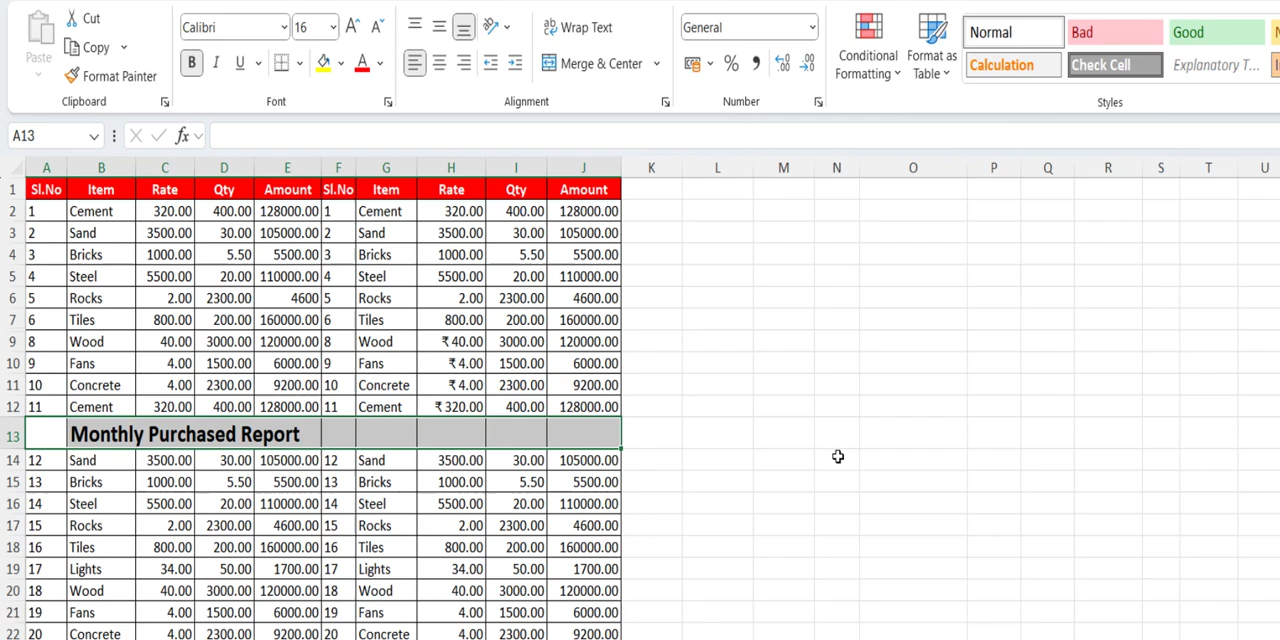 Paste
Cut
Copy
Format Painter
Clipboard
Calibri 16 A A
B I U A
Font
Wrap Text
Merge & Center
Alignment
General
% 9 .00
Number
Conditional Formatting
Format as Table
Normal Bad Good
Calculation Check Cell Explanatory T...
Styles
A13 fx
A B C D E F G H I J K L M N O P Q R S T U
1 Sl.No Item Rate Qty Amount Sl.No Item Rate Qty Amount
2 1 Cement 320.00 400.00 128000.00 1 Cement 320.00 400.00 128000.00
3 2 Sand 3500.00 30.00 105000.00 2 Sand 3500.00 30.00 105000.00
4 3 Bricks 1000.00 5.50 5500.00 3 Bricks 1000.00 5.50 5500.00
5 4 Steel 5500.00 20.00 110000.00 4 Steel 5500.00 20.00 110000.00
6 5 Rocks 2.00 2300.00 4600 5 Rocks 2.00 2300.00 4600.00
7 6 Tiles 800.00 200.00 160000.00 6 Tiles 800.00 200.00 160000.00
9 8 Wood 40.00 3000.00 120000.00 8 Wood ₹ 40.00 3000.00 120000.00
10 9 Fans 4.00 1500.00 6000.00 9 Fans ₹ 4.00 1500.00 6000.00
11 10 Concrete 4.00 2300.00 9200.00 10 Concrete ₹ 4.00 2300.00 9200.00
12 11 Cement 320.00 400.00 128000.00 11 Cement ₹ 320.00 400.00 128000.00
13 Monthly Purchased Report
14 12 Sand 3500.00 30.00 105000.00 12 Sand 3500.00 30.00 105000.00
15 13 Bricks 1000.00 5.50 5500.00 13 Bricks 1000.00 5.50 5500.00
16 14 Steel 5500.00 20.00 110000.00 14 Steel 5500.00 20.00 110000.00
17 15 Rocks 2.00 2300.00 4600.00 15 Rocks 2.00 2300.00 4600.00
18 16 Tiles 800.00 200.00 160000.00 16 Tiles 800.00 200.00 160000.00
19 17 Lights 34.00 50.00 1700.00 17 Lights 34.00 50.00 1700.00
20 18 Wood 40.00 3000.00 120000.00 18 Wood 40.00 3000.00 120000.00
21 19 Fans 4.00 1500.00 6000.00 19 Fans 4.00 1500.00 6000.00
22 20 Concrete 4.00 2300.00 9200.00 20 Concrete 4.00 2300.00 9200.00